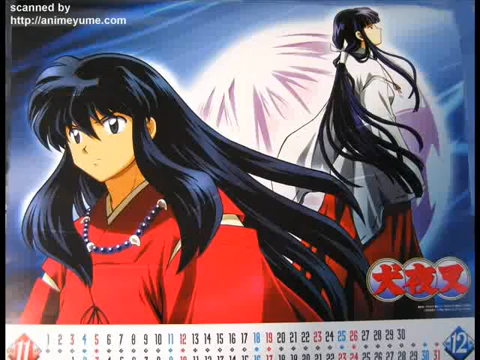 scanned by
http://animeyume.com
犬夜叉
11 1 2 3 4 5 6 7 8 9 10 11 12 13 14 15 16 17 18 19 20 21 22 23 24 25 26 27 28 29 30 12